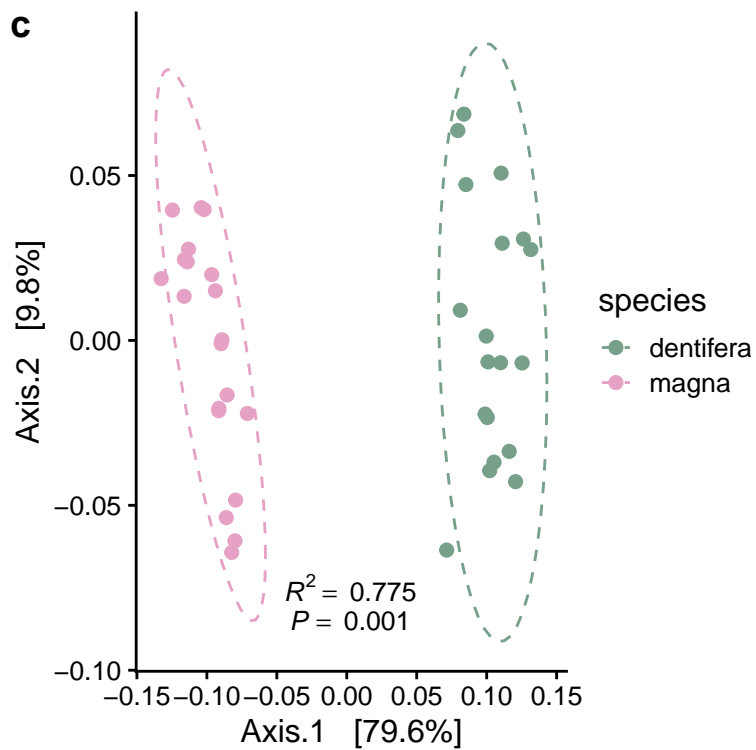 c
0.05
0.00
−0.05
−0.10
Axis.2 [9.8%]
R² = 0.775
P = 0.001
−0.15 −0.10 −0.05 0.00 0.05 0.10 0.15
Axis.1 [79.6%]
species
dentifera
magna